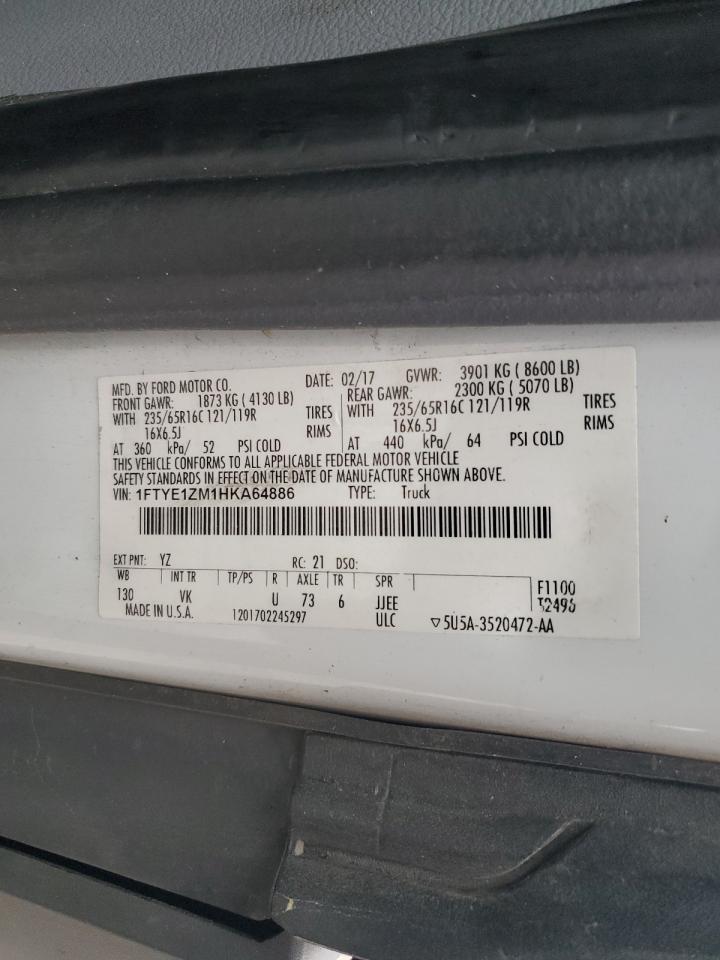 MFD. BY FORD MOTOR CO.
DATE: 02/17 GVWR: 3901 KG ( 8600 LB)
FRONT GAWR: 1873 KG ( 4130 LB)
WITH 235/65R16C 121/119R TIRES
16X6.5J RIMS
AT 360 kPa/ 52 PSI COLD
REAR GAWR: 2300 KG ( 5070 LB)
WITH 235/65R16C 121/119R TIRES
16X6.5J RIMS
AT 440 kPa/ 64 PSI COLD
THIS VEHICLE CONFORMS TO ALL APPLICABLE FEDERAL MOTOR VEHICLE
SAFETY STANDARDS IN EFFECT ON THE DATE OF MANUFACTURE SHOWN ABOVE.
VIN: 1FTYE1ZM1HKA64886 TYPE: Truck
EXT PNT: YZ RC: 21 DSO:
WB INT TR TP/PS R AXLE TR SPR
130 VK U 73 6 JJEE
F1100
T2496
MADE IN U.S.A. 1201702245297 ULC ▽5U5A-3520472-AA